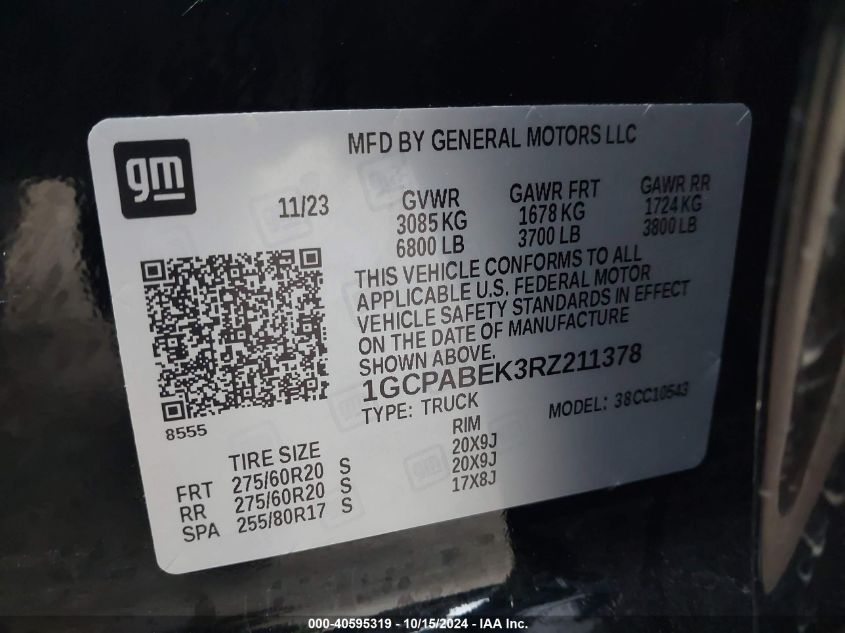 MFD BY GENERAL MOTORS LLC
gm
11/23
GVWR GAWR FRT GAWR RR
3085 KG 1678 KG 1724 KG
6800 LB 3700 LB 3800 LB
THIS VEHICLE CONFORMS TO ALL
APPLICABLE U.S. FEDERAL MOTOR
VEHICLE SAFETY STANDARDS IN EFFECT
ON THE DATE OF MANUFACTURE
SHOWN ABOVE.
1GCPABEK3RZ211378
TYPE: TRUCK MODEL: 38CC10543
8555
TIRE SIZE RIM
FRT 275/60R20 S 20X9J
RR 275/60R20 S 20X9J
SPA 255/80R17 S 17X8J
000-40595319 - 10/15/2024 - IAA Inc.